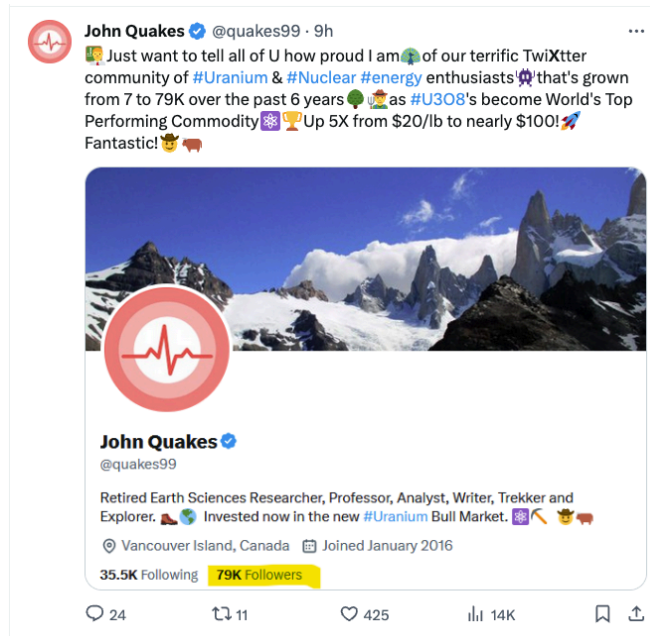 John Quakes @quakes99 · 9h
Just want to tell all of U how proud I am of our terrific TwiXtter
community of #Uranium & #Nuclear #energy enthusiasts that's grown
from 7 to 79K over the past 6 years as #U3O8's become World's Top
Performing Commodity Up 5X from $20/lb to nearly $100!
Fantastic!
John Quakes
@quakes99
Retired Earth Sciences Researcher, Professor, Analyst, Writer, Trekker and
Explorer. Invested now in the new #Uranium Bull Market.
Vancouver Island, Canada Joined January 2016
35.5K Following 79K Followers
24 11 425 14K